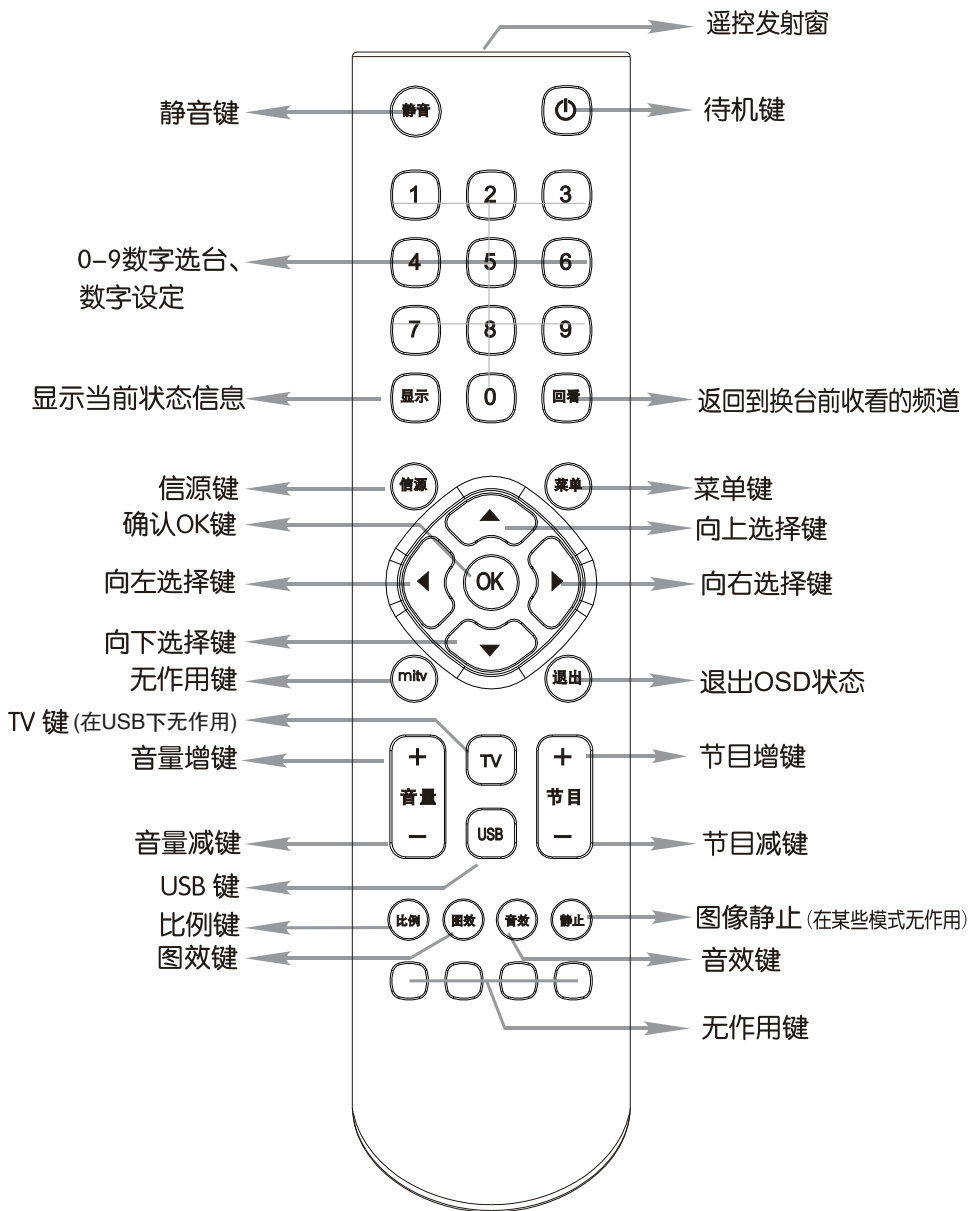 遥控发射窗
静音键
静音
待机键
1
2
3
0-9数字选台、
数字设定
4
5
6
7
8
9
显示当前状态信息
显示
0
回看
返回到换台前收看的频道
信源键
信源
菜单
菜单键
确认OK键
向上选择键
向左选择键
OK
向右选择键
向下选择键
无作用键
mitv
退出
退出OSD状态
TV 键(在USB下无作用)
音量增键
+
音量
−
TV
+
节目
−
节目增键
音量减键
USB
节目减键
USB 键
比例键
比例
图效
音效
静止
图像静止(在某些模式无作用)
图效键
音效键
无作用键